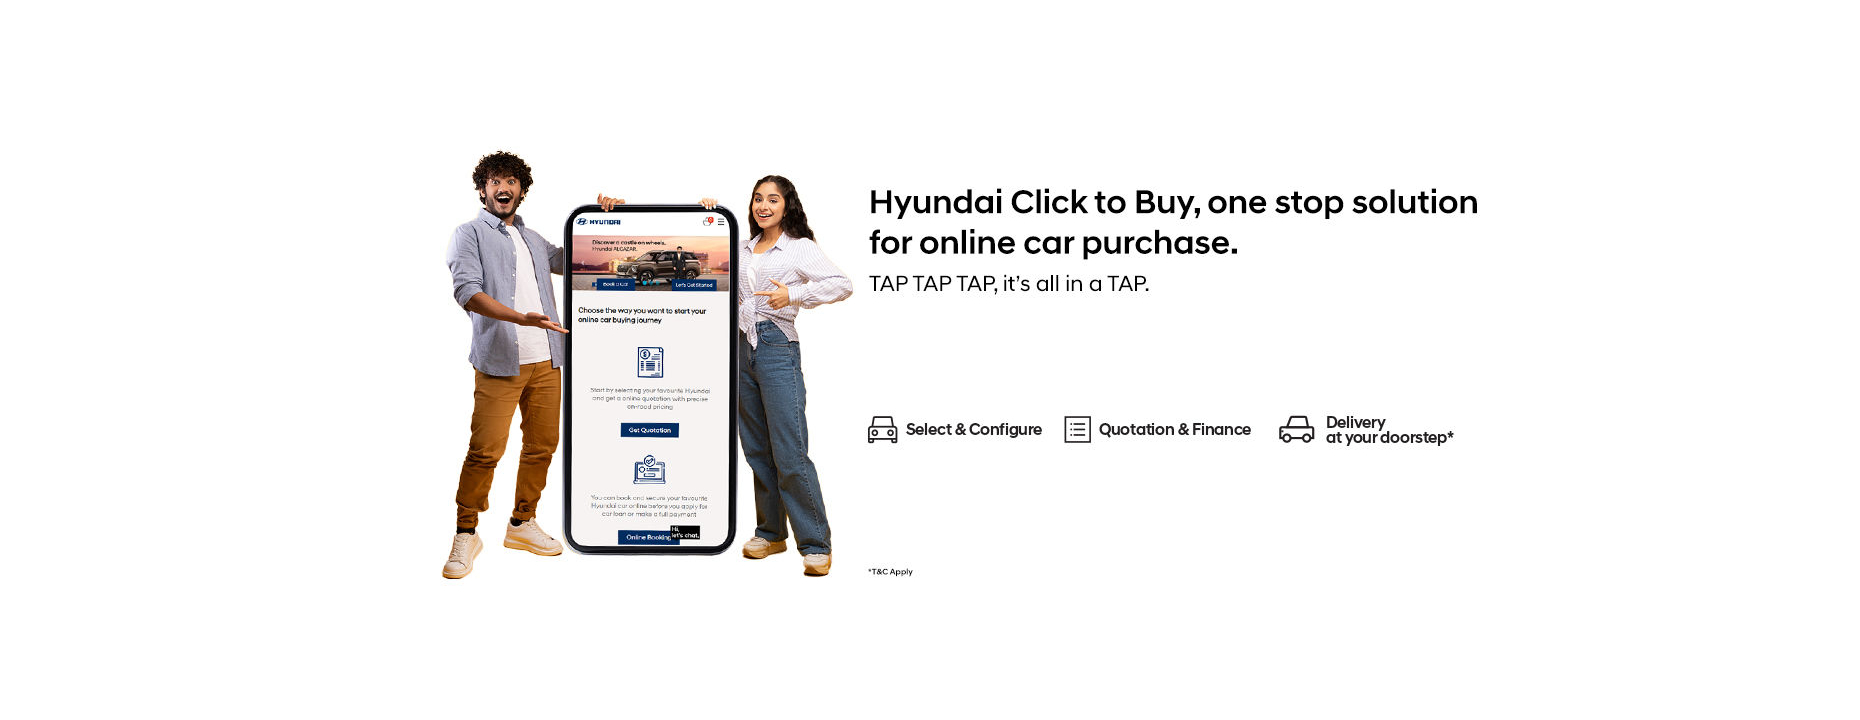 HYUNDAI
Discover a castle on wheels.
Hyundai ALCAZAR.
Book a Car
Let's Get Started
Choose the way you want to start your
online car buying journey
Start by selecting your favourite Hyundai
and get a online quotation with precise
on-road pricing
Get Quotation
You can book and secure your favourite
Hyundai car online before you apply for
car loan or make a full payment
Online Booking
Hi,
let's chat.
Hyundai Click to Buy, one stop solution
for online car purchase.
TAP TAP TAP, it's all in a TAP.
Select & Configure
Quotation & Finance
Delivery
at your doorstep*
*T&C Apply